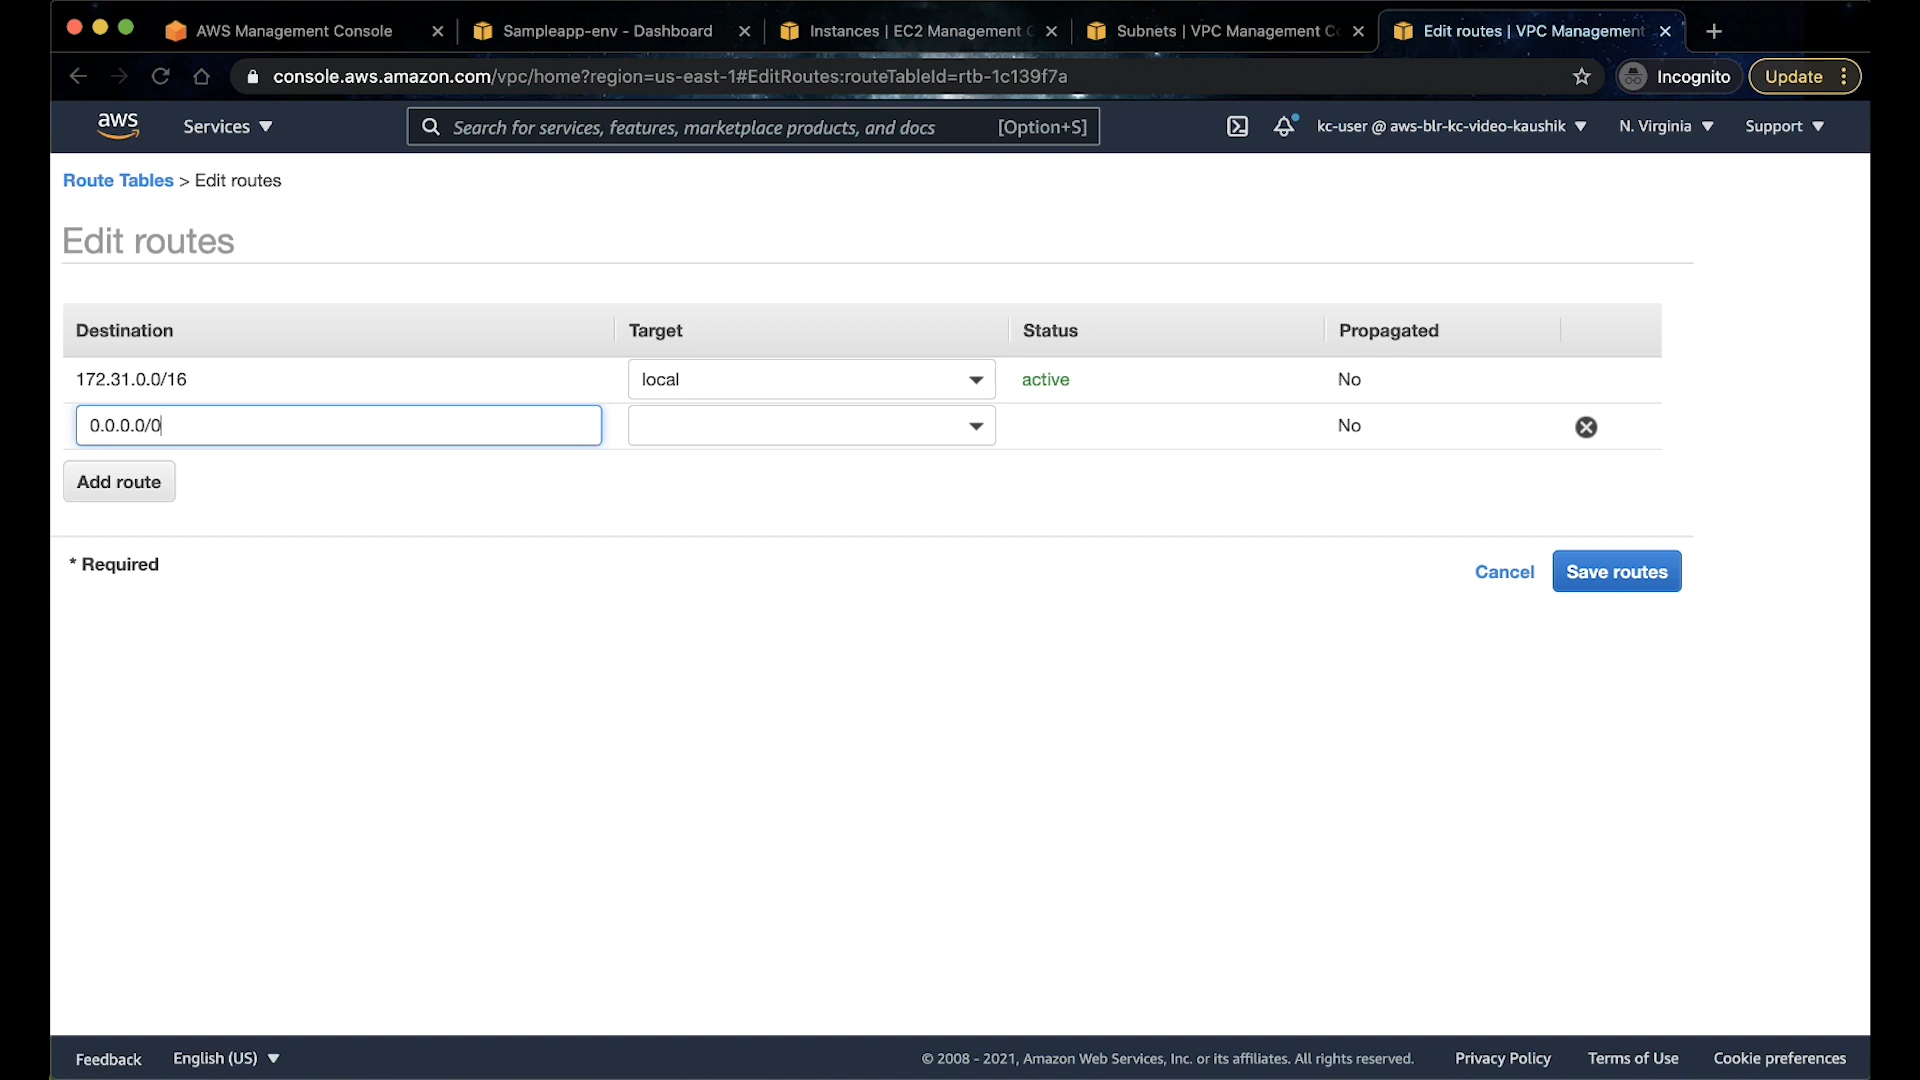 AWS Management Console
Sampleapp-env - Dashboard
Instances | EC2 Management C
Subnets | VPC Management Co
Edit routes | VPC Management
console.aws.amazon.com/vpc/home?region=us-east-1#EditRoutes:routeTableId=rtb-1c139f7a
Incognito
Update
aws
Services
Search for services, features, marketplace products, and docs
[Option+S]
kc-user @ aws-blr-kc-video-kaushik
N. Virginia
Support
Route Tables > Edit routes
Edit routes
Destination Target Status Propagated
172.31.0.0/16 local active No
0.0.0.0/0 No
Add route
* Required
Cancel
Save routes
Feedback
English (US)
© 2008 - 2021, Amazon Web Services, Inc. or its affiliates. All rights reserved.
Privacy Policy
Terms of Use
Cookie preferences